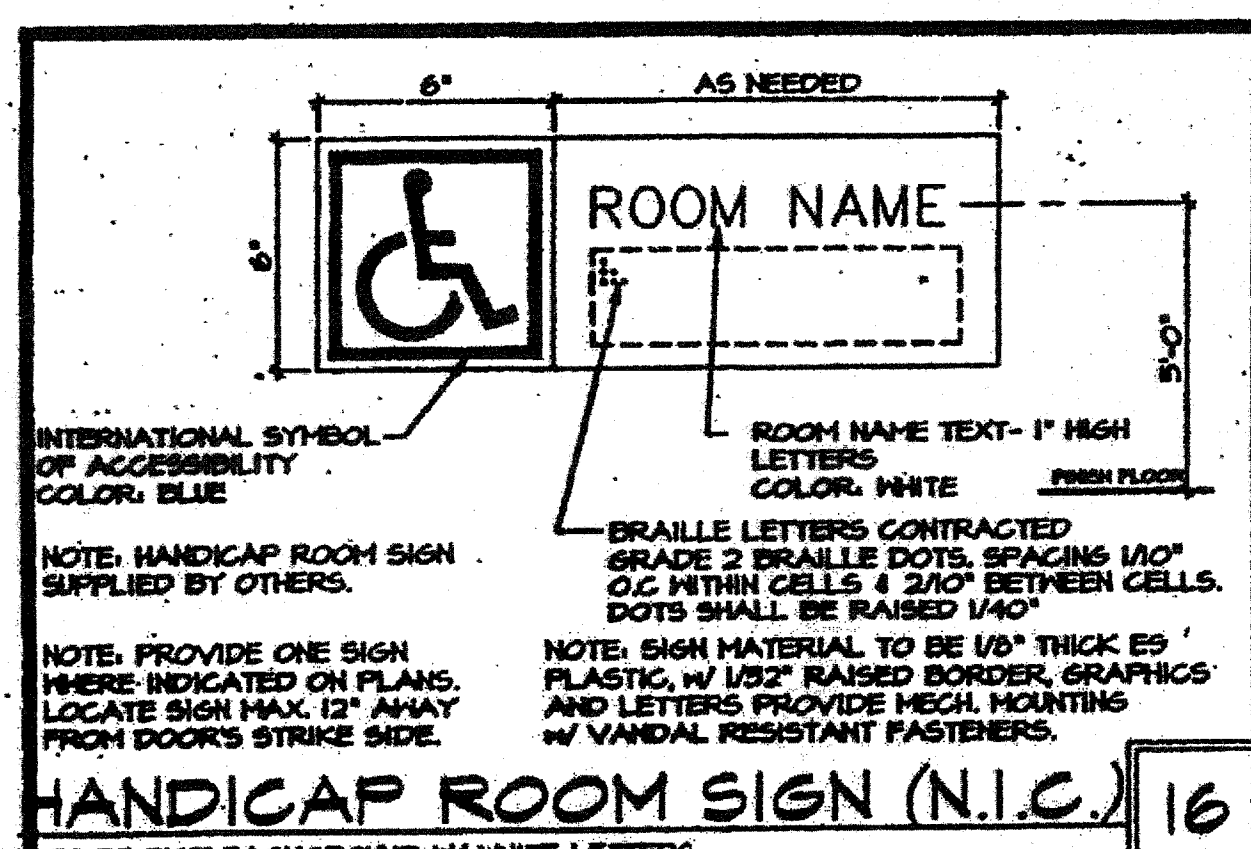 6" AS NEEDED
6"
ROOM NAME
5'-0"
INTERNATIONAL SYMBOL
OF ACCESSIBILITY
COLOR: BLUE
ROOM NAME TEXT- 1" HIGH
LETTERS
COLOR: WHITE
FINISH FLOOR
BRAILLE LETTERS CONTRACTED
GRADE 2 BRAILLE DOTS. SPACING 1/10"
O.C WITHIN CELLS & 2/10" BETWEEN CELLS.
DOTS SHALL BE RAISED 1/40"
NOTE: HANDICAP ROOM SIGN
SUPPLIED BY OTHERS.
NOTE: PROVIDE ONE SIGN
WHERE INDICATED ON PLANS.
LOCATE SIGN MAX. 12" AWAY
FROM DOOR'S STRIKE SIDE.
NOTE: SIGN MATERIAL TO BE 1/8" THICK ES
PLASTIC, W/ 1/32" RAISED BORDER, GRAPHICS
AND LETTERS PROVIDE MECH. MOUNTING
W/ VANDAL RESISTANT FASTENERS.
HANDICAP ROOM SIGN (N.I.C.) 16
WHITE LETTERS